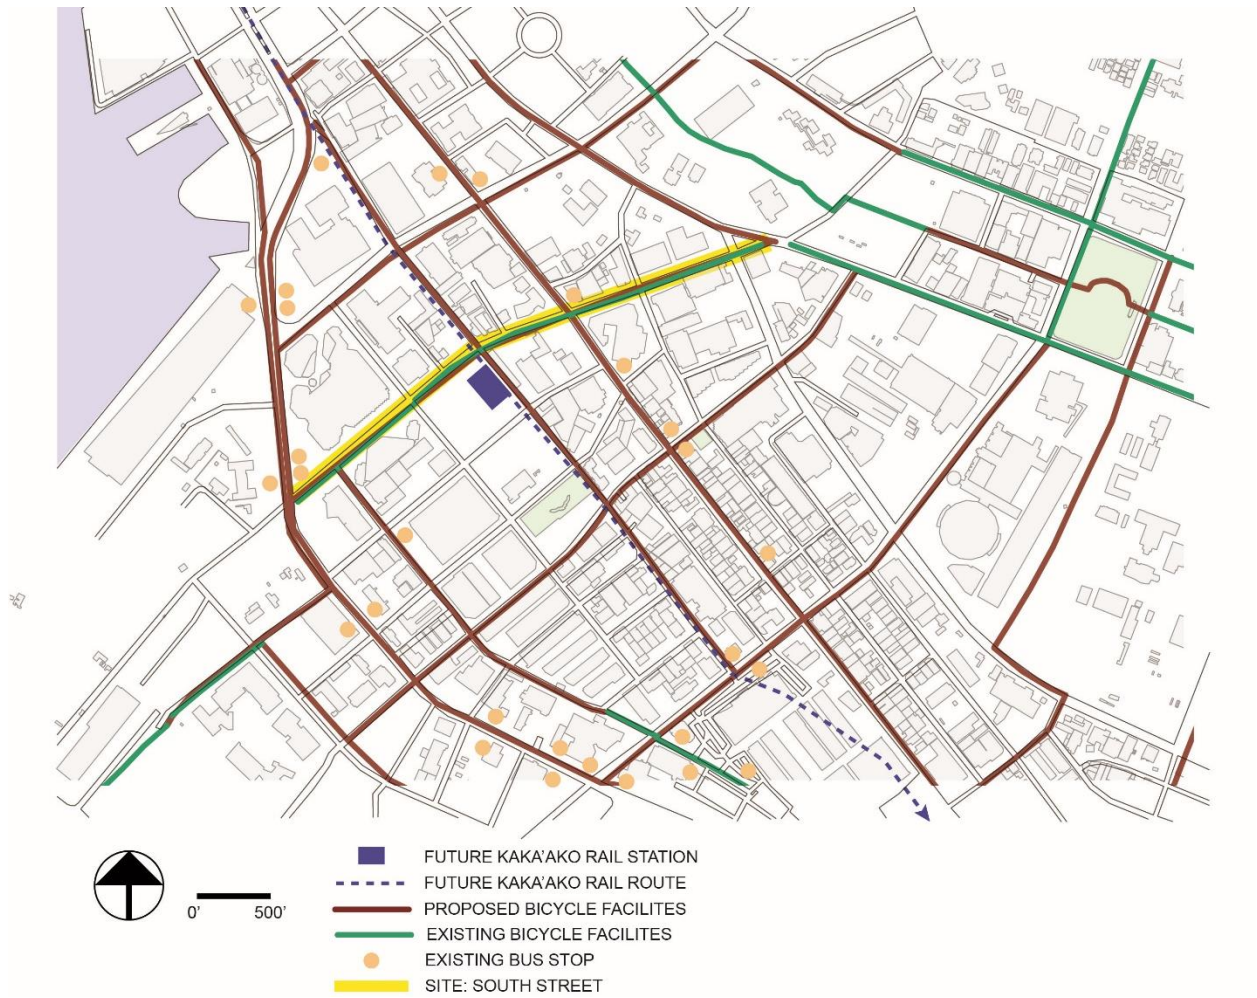 FUTURE KAKA'AKO RAIL STATION
FUTURE KAKA'AKO RAIL ROUTE
0' 500'
PROPOSED BICYCLE FACILITES
EXISTING BICYCLE FACILITES
EXISTING BUS STOP
SITE: SOUTH STREET